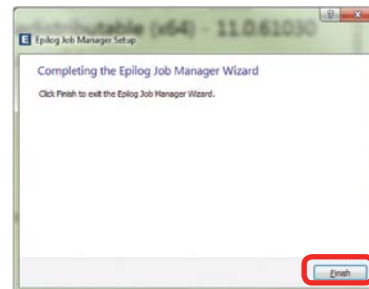 (x64) - 11.0.61030
Epilog Job Manager Setup
Completing the Epilog Job Manager Wizard
Click Finish to exit the Epilog Job Manager Wizard.
Finish